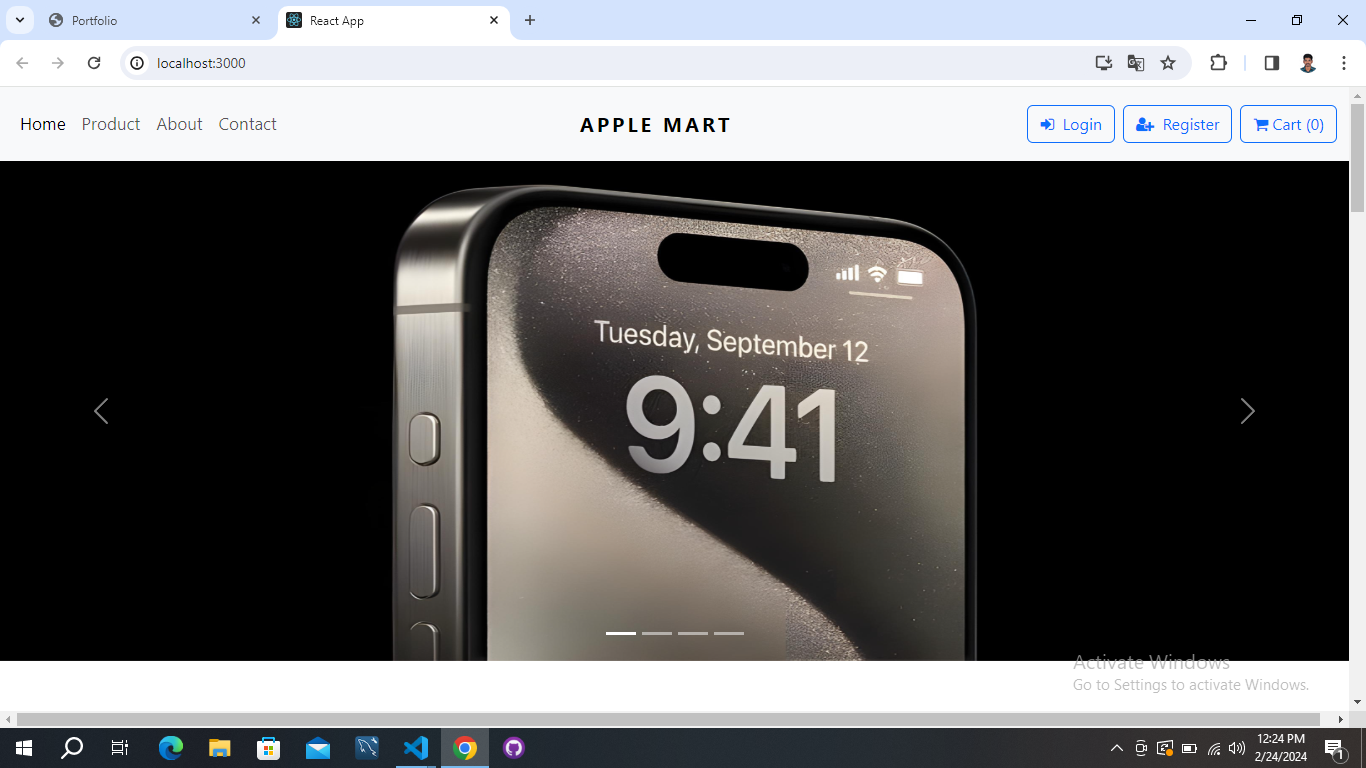 Portfolio
React App
localhost:3000
Home Product About Contact
APPLE MART
Login Register Cart (0)
Tuesday, September 12
9:41
Activate Windows
Go to Settings to activate Windows.
12:24 PM
2/24/2024
1